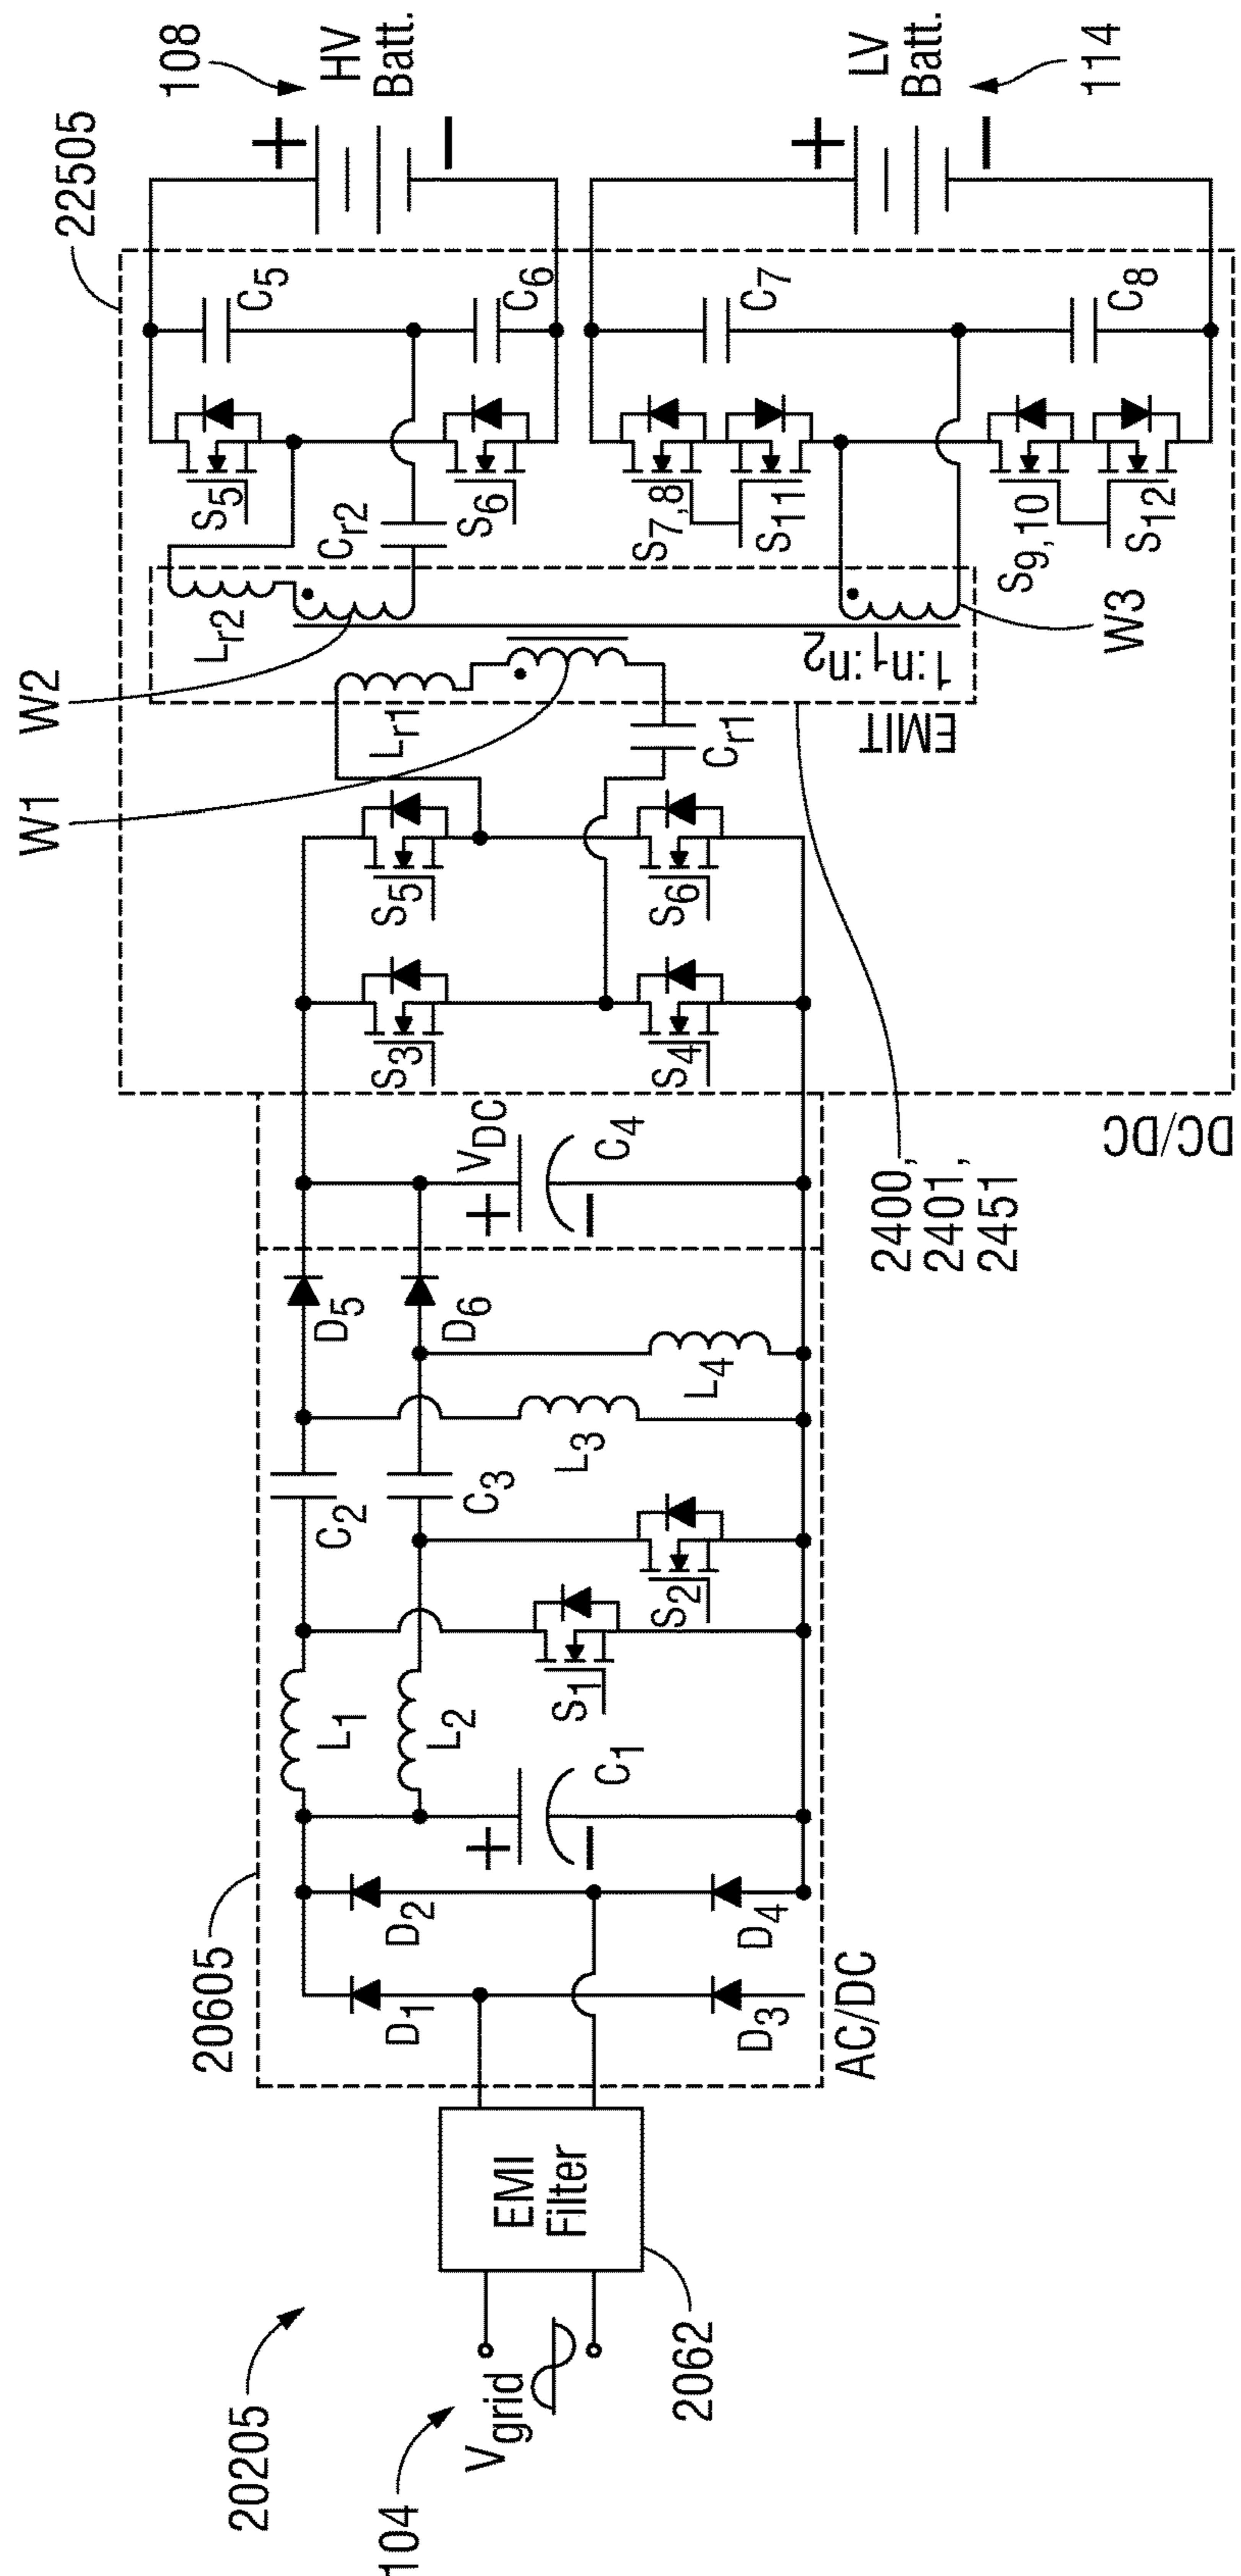 20205
104
Vgrid
EMI
Filter
2062
20605
AC/DC
D1
D2
D3
D4
+
−
C1
L1
L2
S1
S2
C2
C3
L3
L4
D5
D6
+
−
VDC
C4
22505
DC/DC
S3
S4
S5
S6
W1
W2
Lr1
Cr1
EMIT
1:n1:n2
2400,
2401,
2451
Lr2
Cr2
W3
S5
S6
C5
C6
S7,8
S11
S9,10
S12
C7
C8
+
−
108
HV
Batt.
+
−
LV
Batt.
114